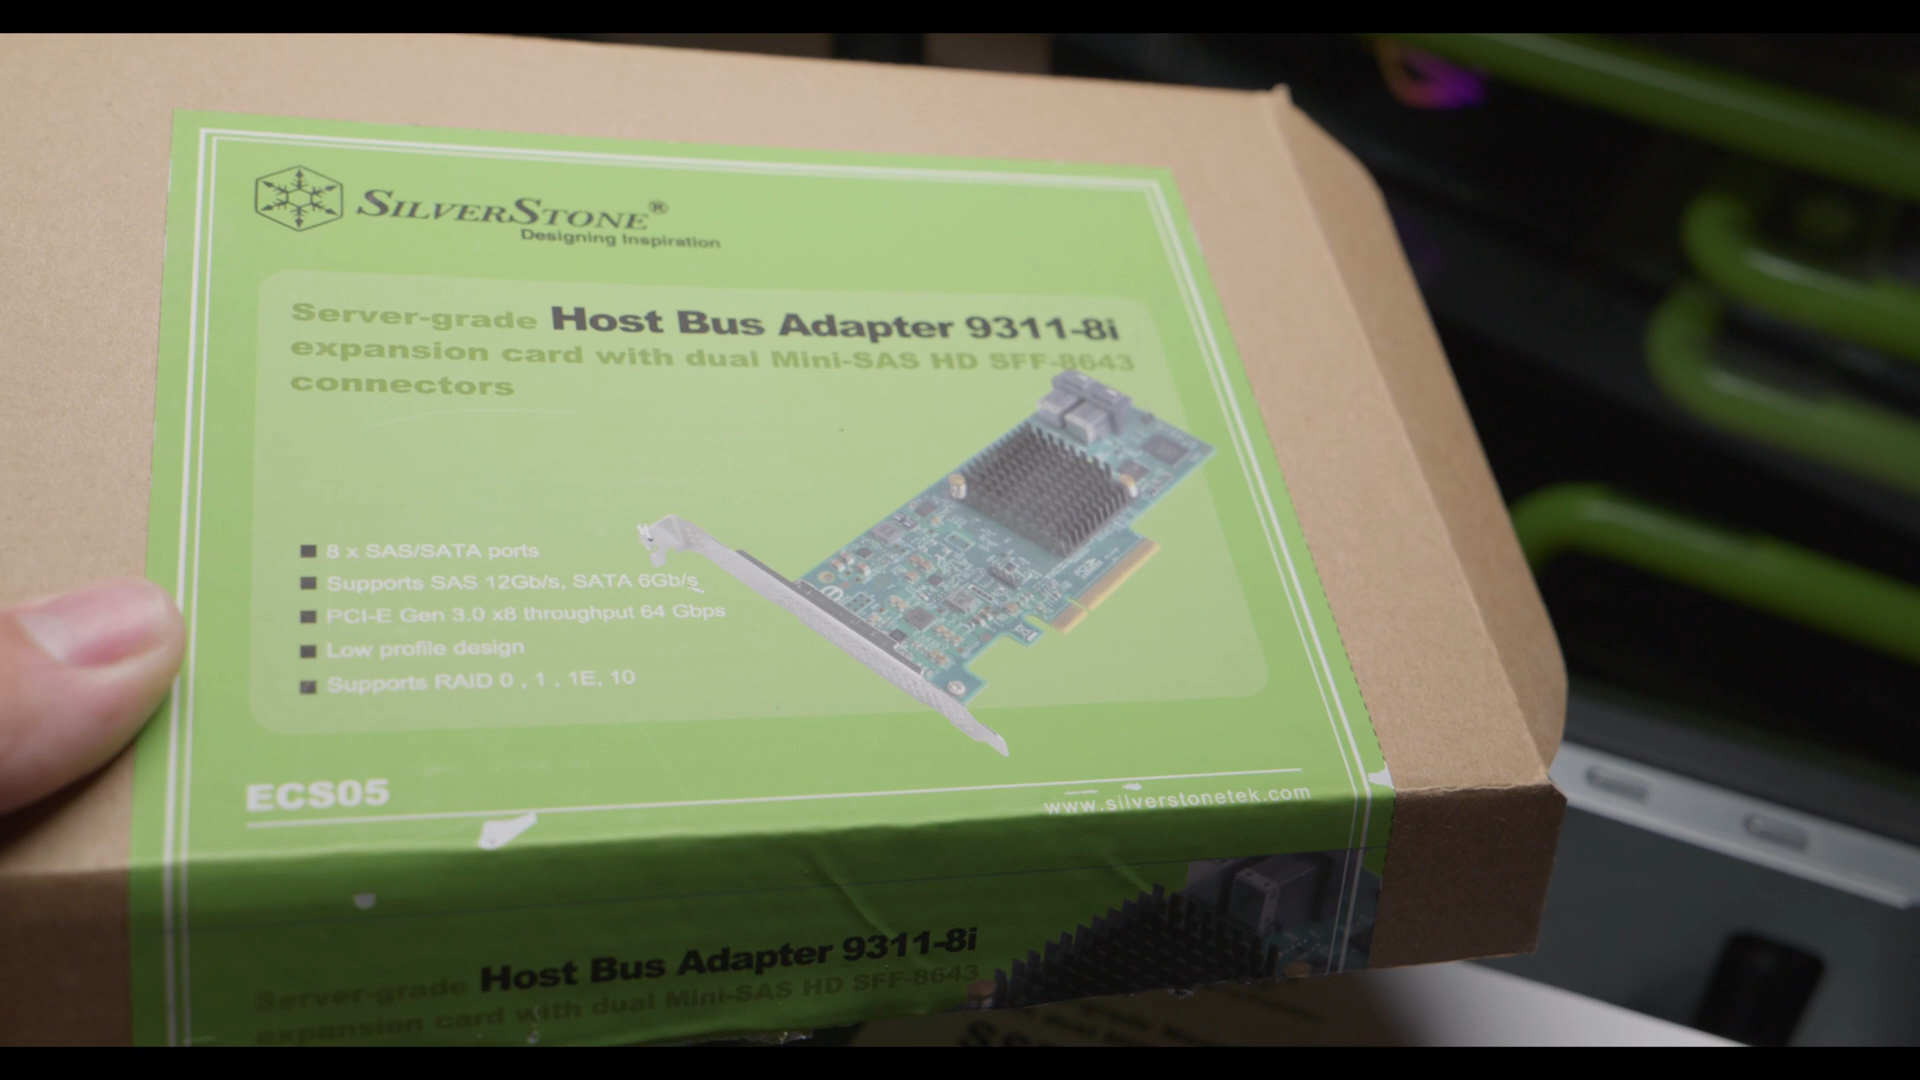 SILVERSTONE®
Designing Inspiration
Server-grade Host Bus Adapter 9311-8i
expansion card with dual Mini-SAS HD SFF-8643
connectors
8 x SAS/SATA ports
Supports SAS 12Gb/s, SATA 6Gb/s
PCI-E Gen 3.0 x8 throughput 64 Gbps
Low profile design
Supports RAID 0 , 1 , 1E, 10
ECS05
www.silverstonetek.com
Server-grade Host Bus Adapter 9311-8i
expansion card with dual Mini-SAS HD SFF-8643